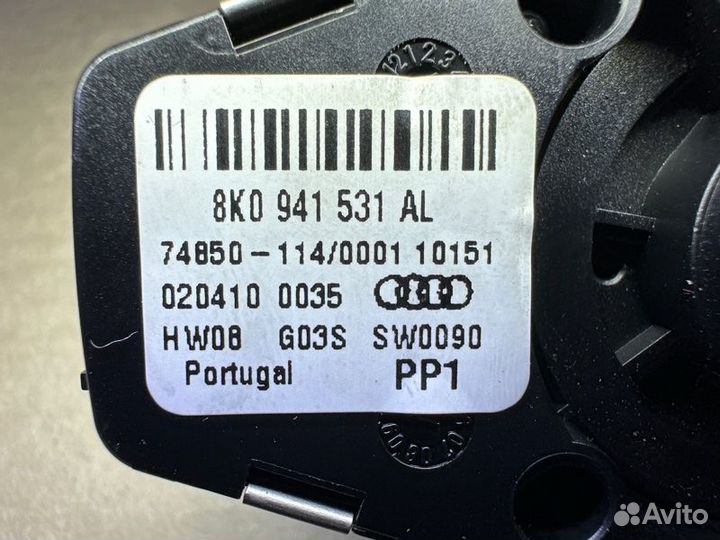 8K0 941 531 AL
74850-114/0001 10151
020410 0035
HW08 G03S SW0090
Portugal PP1
Avito